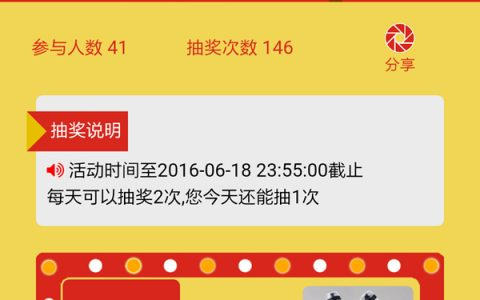 参与人数 41
抽奖次数 146
分享
抽奖说明
活动时间至2016-06-18 23:55:00截止
每天可以抽奖2次,您今天还能抽1次